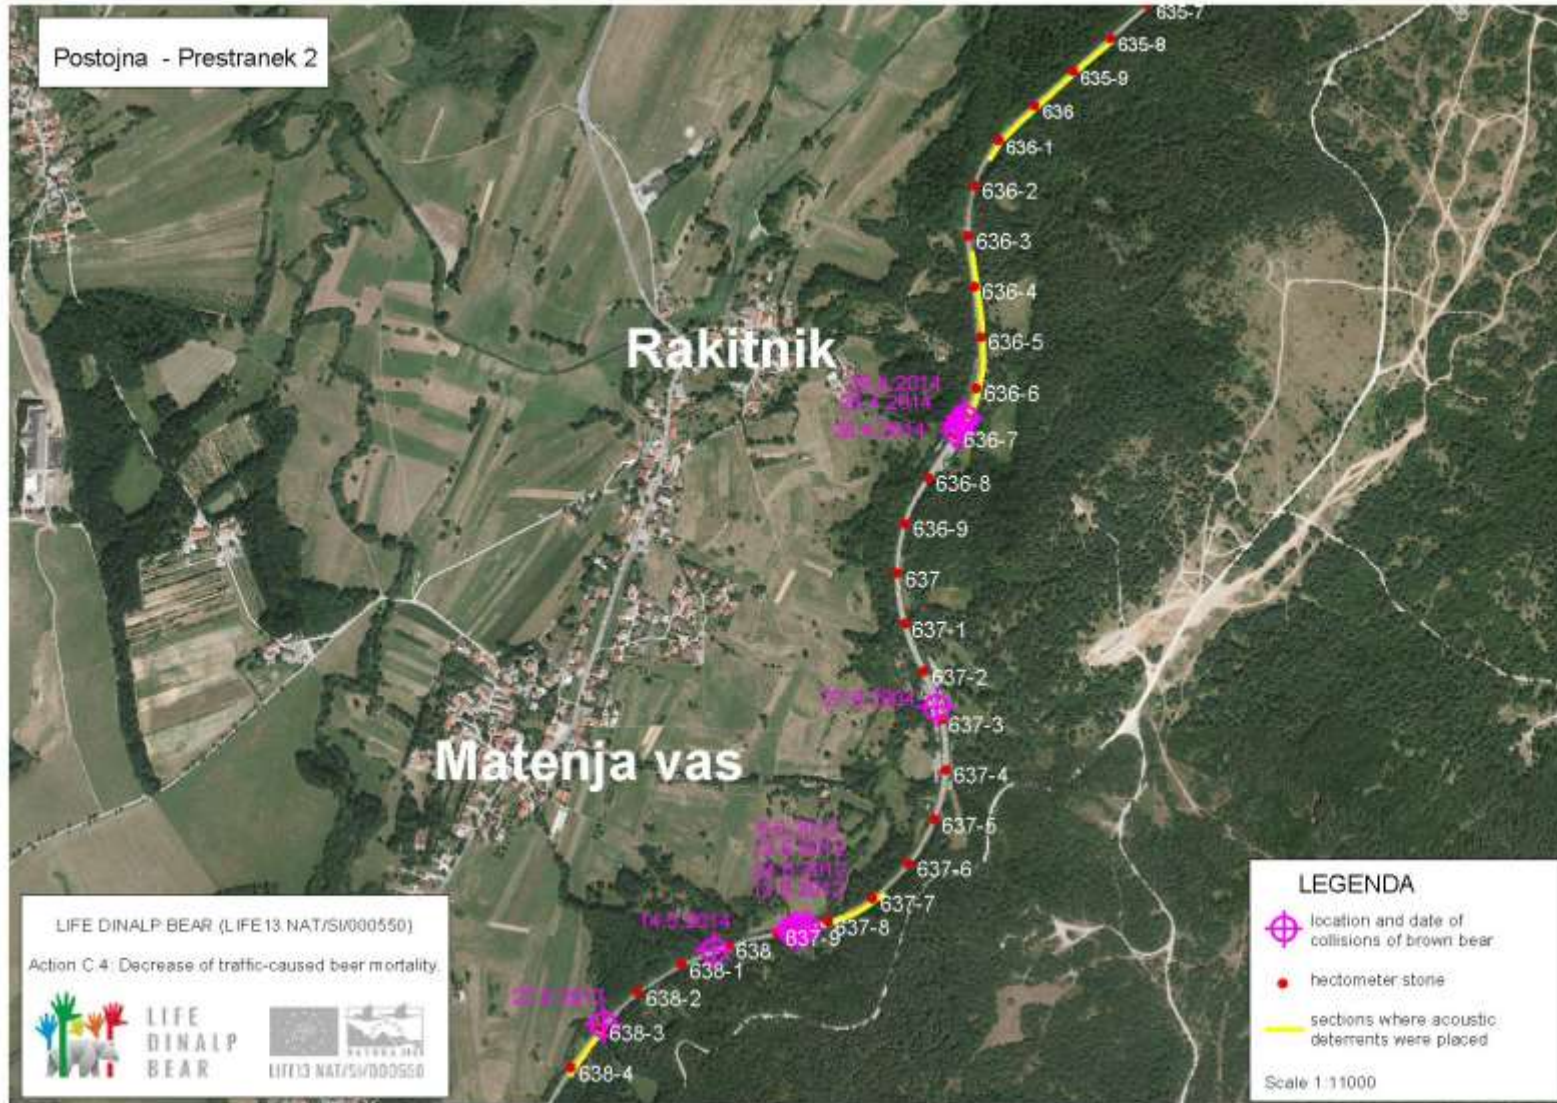 Postojna - Prestranek 2
635-7
635-8
635-9
636
636-1
636-2
636-3
636-4
636-5
636-6
636-7
636-8
636-9
637
637-1
637-2
637-3
637-4
637-5
637-6
637-7
637-8
637-9
638
638-1
638-2
638-3
638-4
Rakitnik
Matenja vas
14.5.2014
LIFE DINALP BEAR (LIFE13 NAT/SI/000550)
Action C.4: Decrease of traffic-caused beer mortality.
LIFE
DINALP
BEAR
NATURA 2000
LIFE13 NAT/SI/000550
LEGENDA
location and date of
collisions of brown bear
hectometer stone
sections where acoustic
deterrents were placed
Scale 1:11000